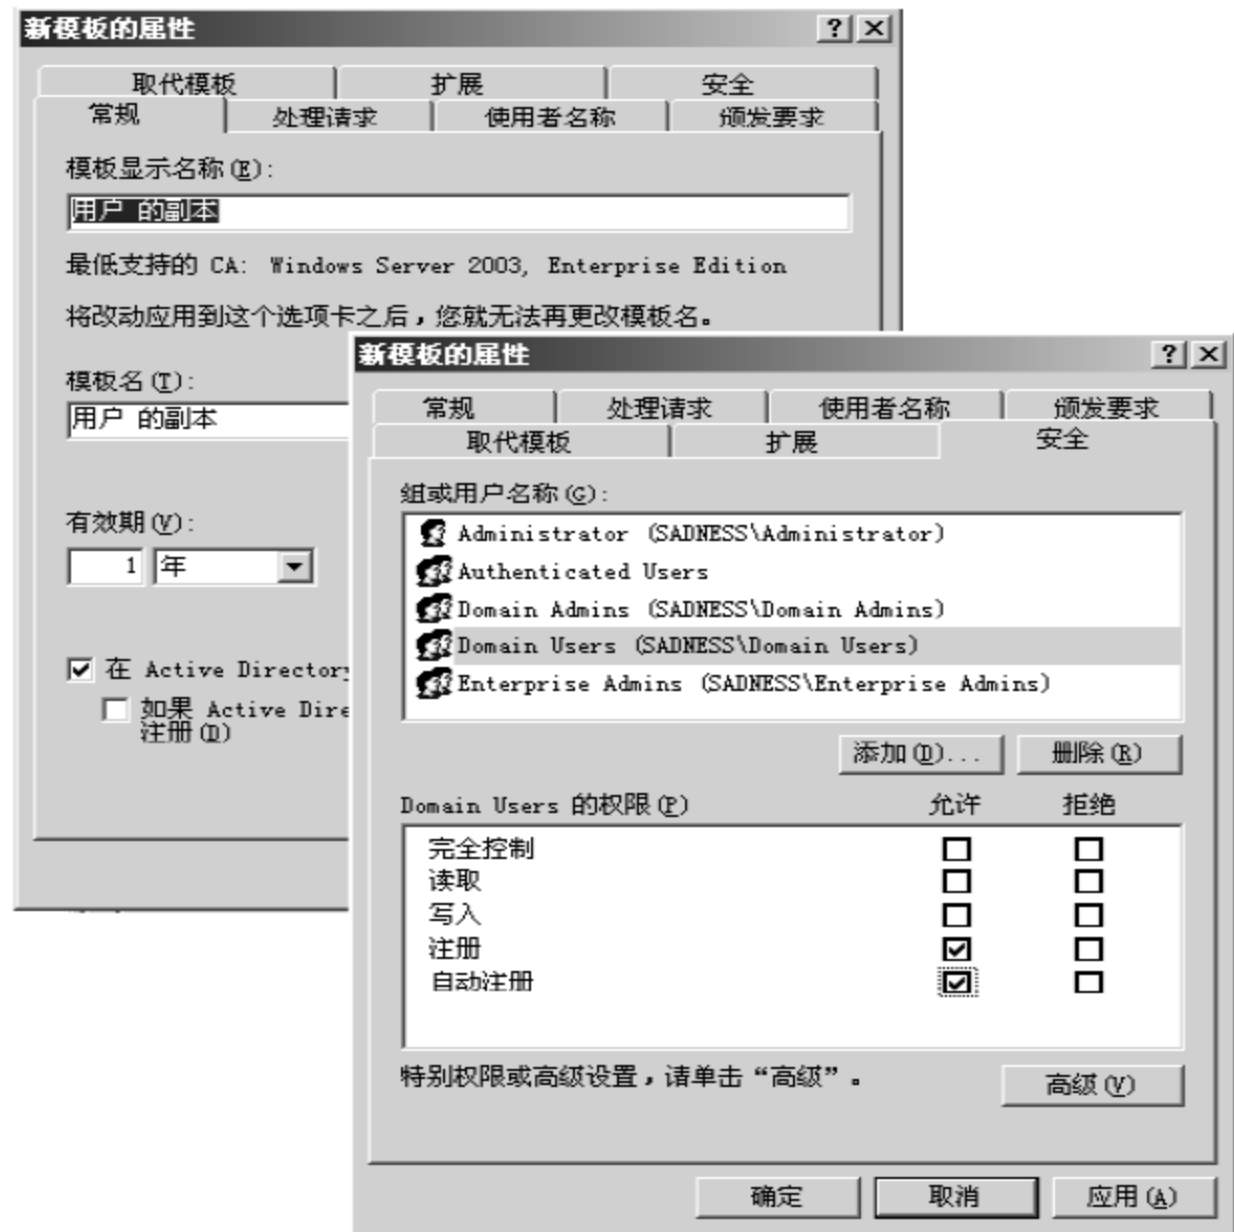 新模板的属性
取代模板 扩展 安全
常规 处理请求 使用者名称 颁发要求
模板显示名称(E):
用户 的副本
最低支持的 CA: Windows Server 2003, Enterprise Edition
将改动应用到这个选项卡之后，您就无法再更改模板名。
模板名(T):
用户 的副本
有效期(V):
1 年
在 Active Directory
如果 Active Dire
注册(D)
新模板的属性
常规 处理请求 使用者名称 颁发要求
取代模板 扩展 安全
组或用户名称(G):
Administrator (SADNESS\Administrator)
Authenticated Users
Domain Admins (SADNESS\Domain Admins)
Domain Users (SADNESS\Domain Users)
Enterprise Admins (SADNESS\Enterprise Admins)
添加(D)... 删除(R)
Domain Users 的权限(P) 允许 拒绝
完全控制
读取
写入
注册
自动注册
特别权限或高级设置，请单击“高级”。
高级(V)
确定 取消 应用(A)